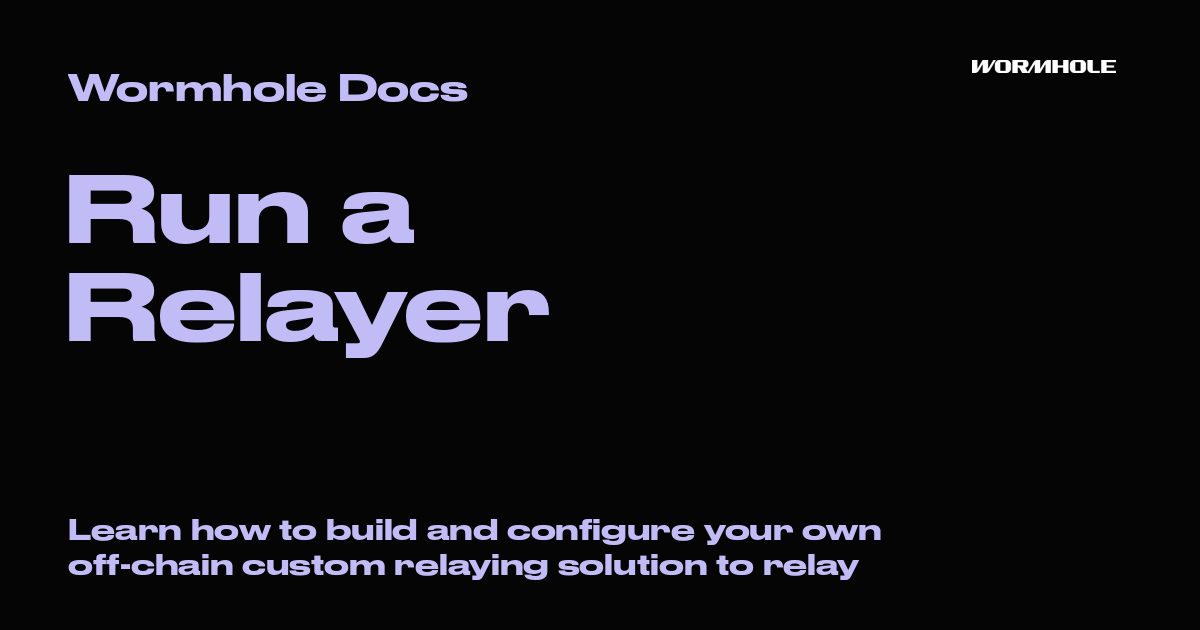 Wormhole Docs
WORMHOLE
Run a
Relayer
Learn how to build and configure your own
off-chain custom relaying solution to relay